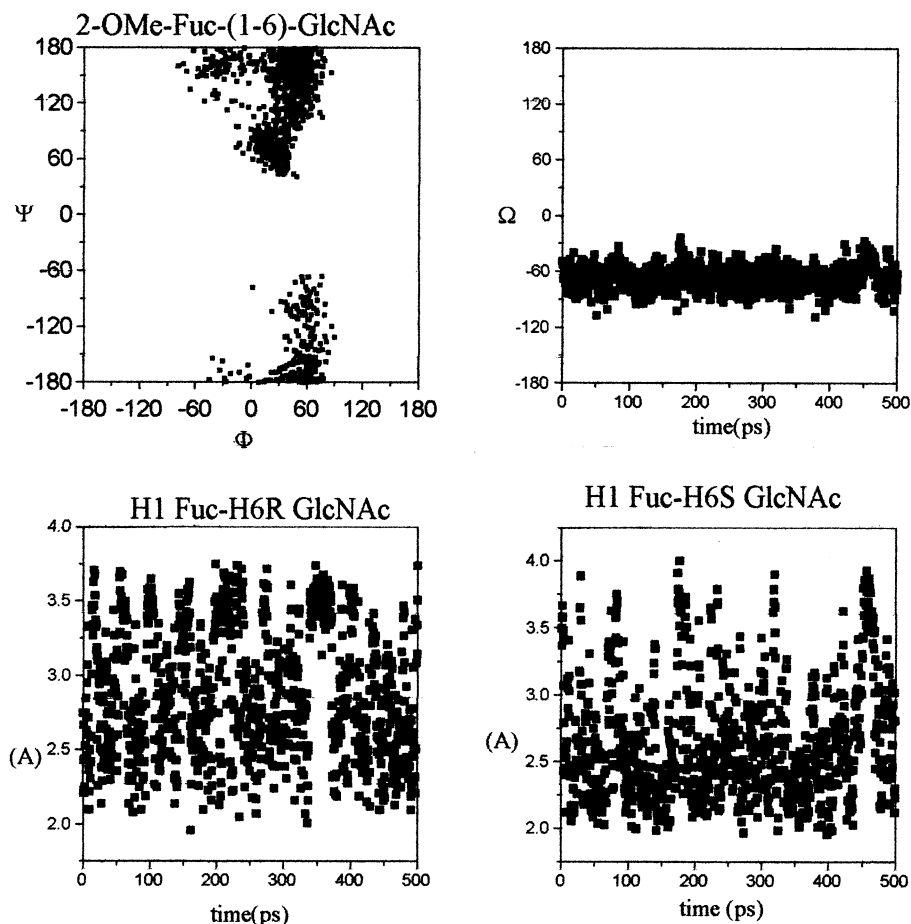 2-OMe-Fuc-(1-6)-GlcNAc
180
120
60
0
-60
-120
-180
Ψ
-180 -120 -60 0 60 120 180
Φ
180
120
60
0
-60
-120
-180
Ω
0 100 200 300 400 500
time(ps)
H1 Fuc-H6R GlcNAc
4.0
3.5
3.0
2.5
2.0
(A)
0 100 200 300 400 500
time(ps)
H1 Fuc-H6S GlcNAc
4.0
3.5
3.0
2.5
2.0
(A)
0 100 200 300 400 500
time (ps)